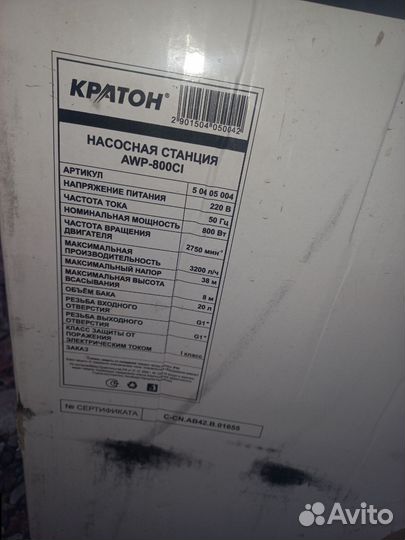 КРАТОН®
2 901504 050042
НАСОСНАЯ СТАНЦИЯ
AWP-800CI
АРТИКУЛ 5 04 05 004
НАПРЯЖЕНИЕ ПИТАНИЯ 220 В
ЧАСТОТА ТОКА 50 Гц
НОМИНАЛЬНАЯ МОЩНОСТЬ 800 Вт
ЧАСТОТА ВРАЩЕНИЯ
ДВИГАТЕЛЯ 2750 мин⁻¹
МАКСИМАЛЬНАЯ
ПРОИЗВОДИТЕЛЬНОСТЬ 3200 л/ч
МАКСИМАЛЬНЫЙ НАПОР 38 м
МАКСИМАЛЬНАЯ ВЫСОТА
ВСАСЫВАНИЯ 8 м
ОБЪЁМ БАКА 20 л
РЕЗЬБА ВХОДНОГО
ОТВЕРСТИЯ G1"
РЕЗЬБА ВЫХОДНОГО
ОТВЕРСТИЯ G1"
КЛАСС ЗАЩИТЫ ОТ
ПОРАЖЕНИЯ
ЭЛЕКТРИЧЕСКИМ ТОКОМ I класс
ЗАКАЗ
№ СЕРТИФИКАТА C-CN.АВ42.В.01658
Avito